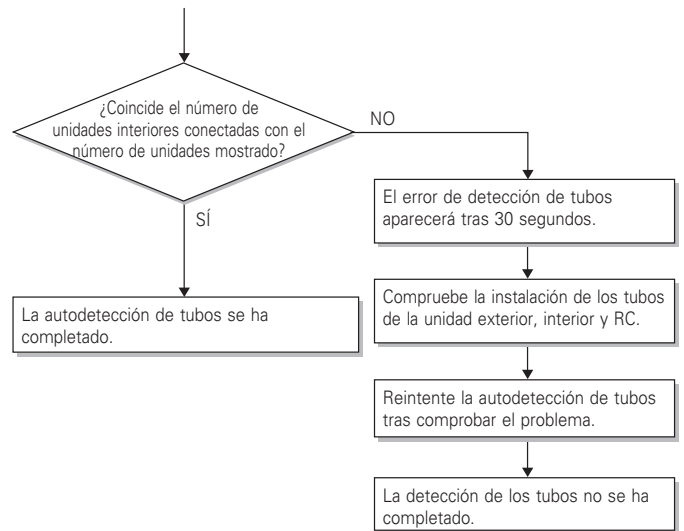 ¿Coincide el número de
unidades interiores conectadas con el
número de unidades mostrado?
NO
SÍ
El error de detección de tubos
aparecerá tras 30 segundos.
Compruebe la instalación de los tubos
de la unidad exterior, interior y RC.
La autodetección de tubos se ha
completado.
Reintente la autodetección de tubos
tras comprobar el problema.
La detección de los tubos no se ha
completado.